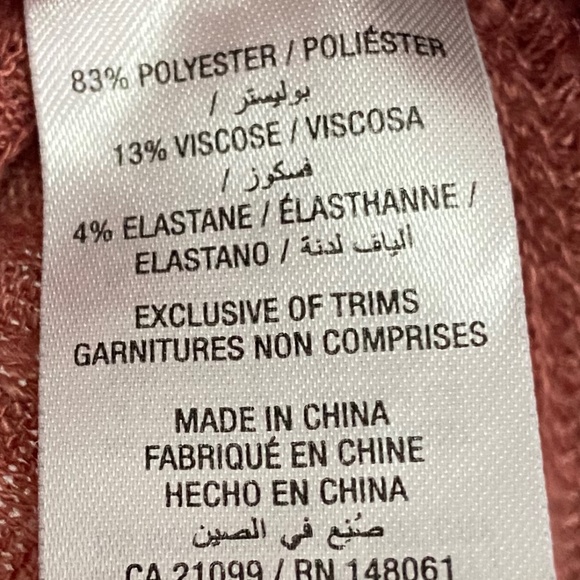 83% POLYESTER / POLIÉSTER
/ بوليستر
13% VISCOSE / VISCOSA
/ فسكوز
4% ELASTANE / ÉLASTHANNE /
ELASTANO / ألياف لدنة
EXCLUSIVE OF TRIMS
GARNITURES NON COMPRISES
MADE IN CHINA
FABRIQUÉ EN CHINE
HECHO EN CHINA
صُنِع في الصين
CA 21099 / RN 148061